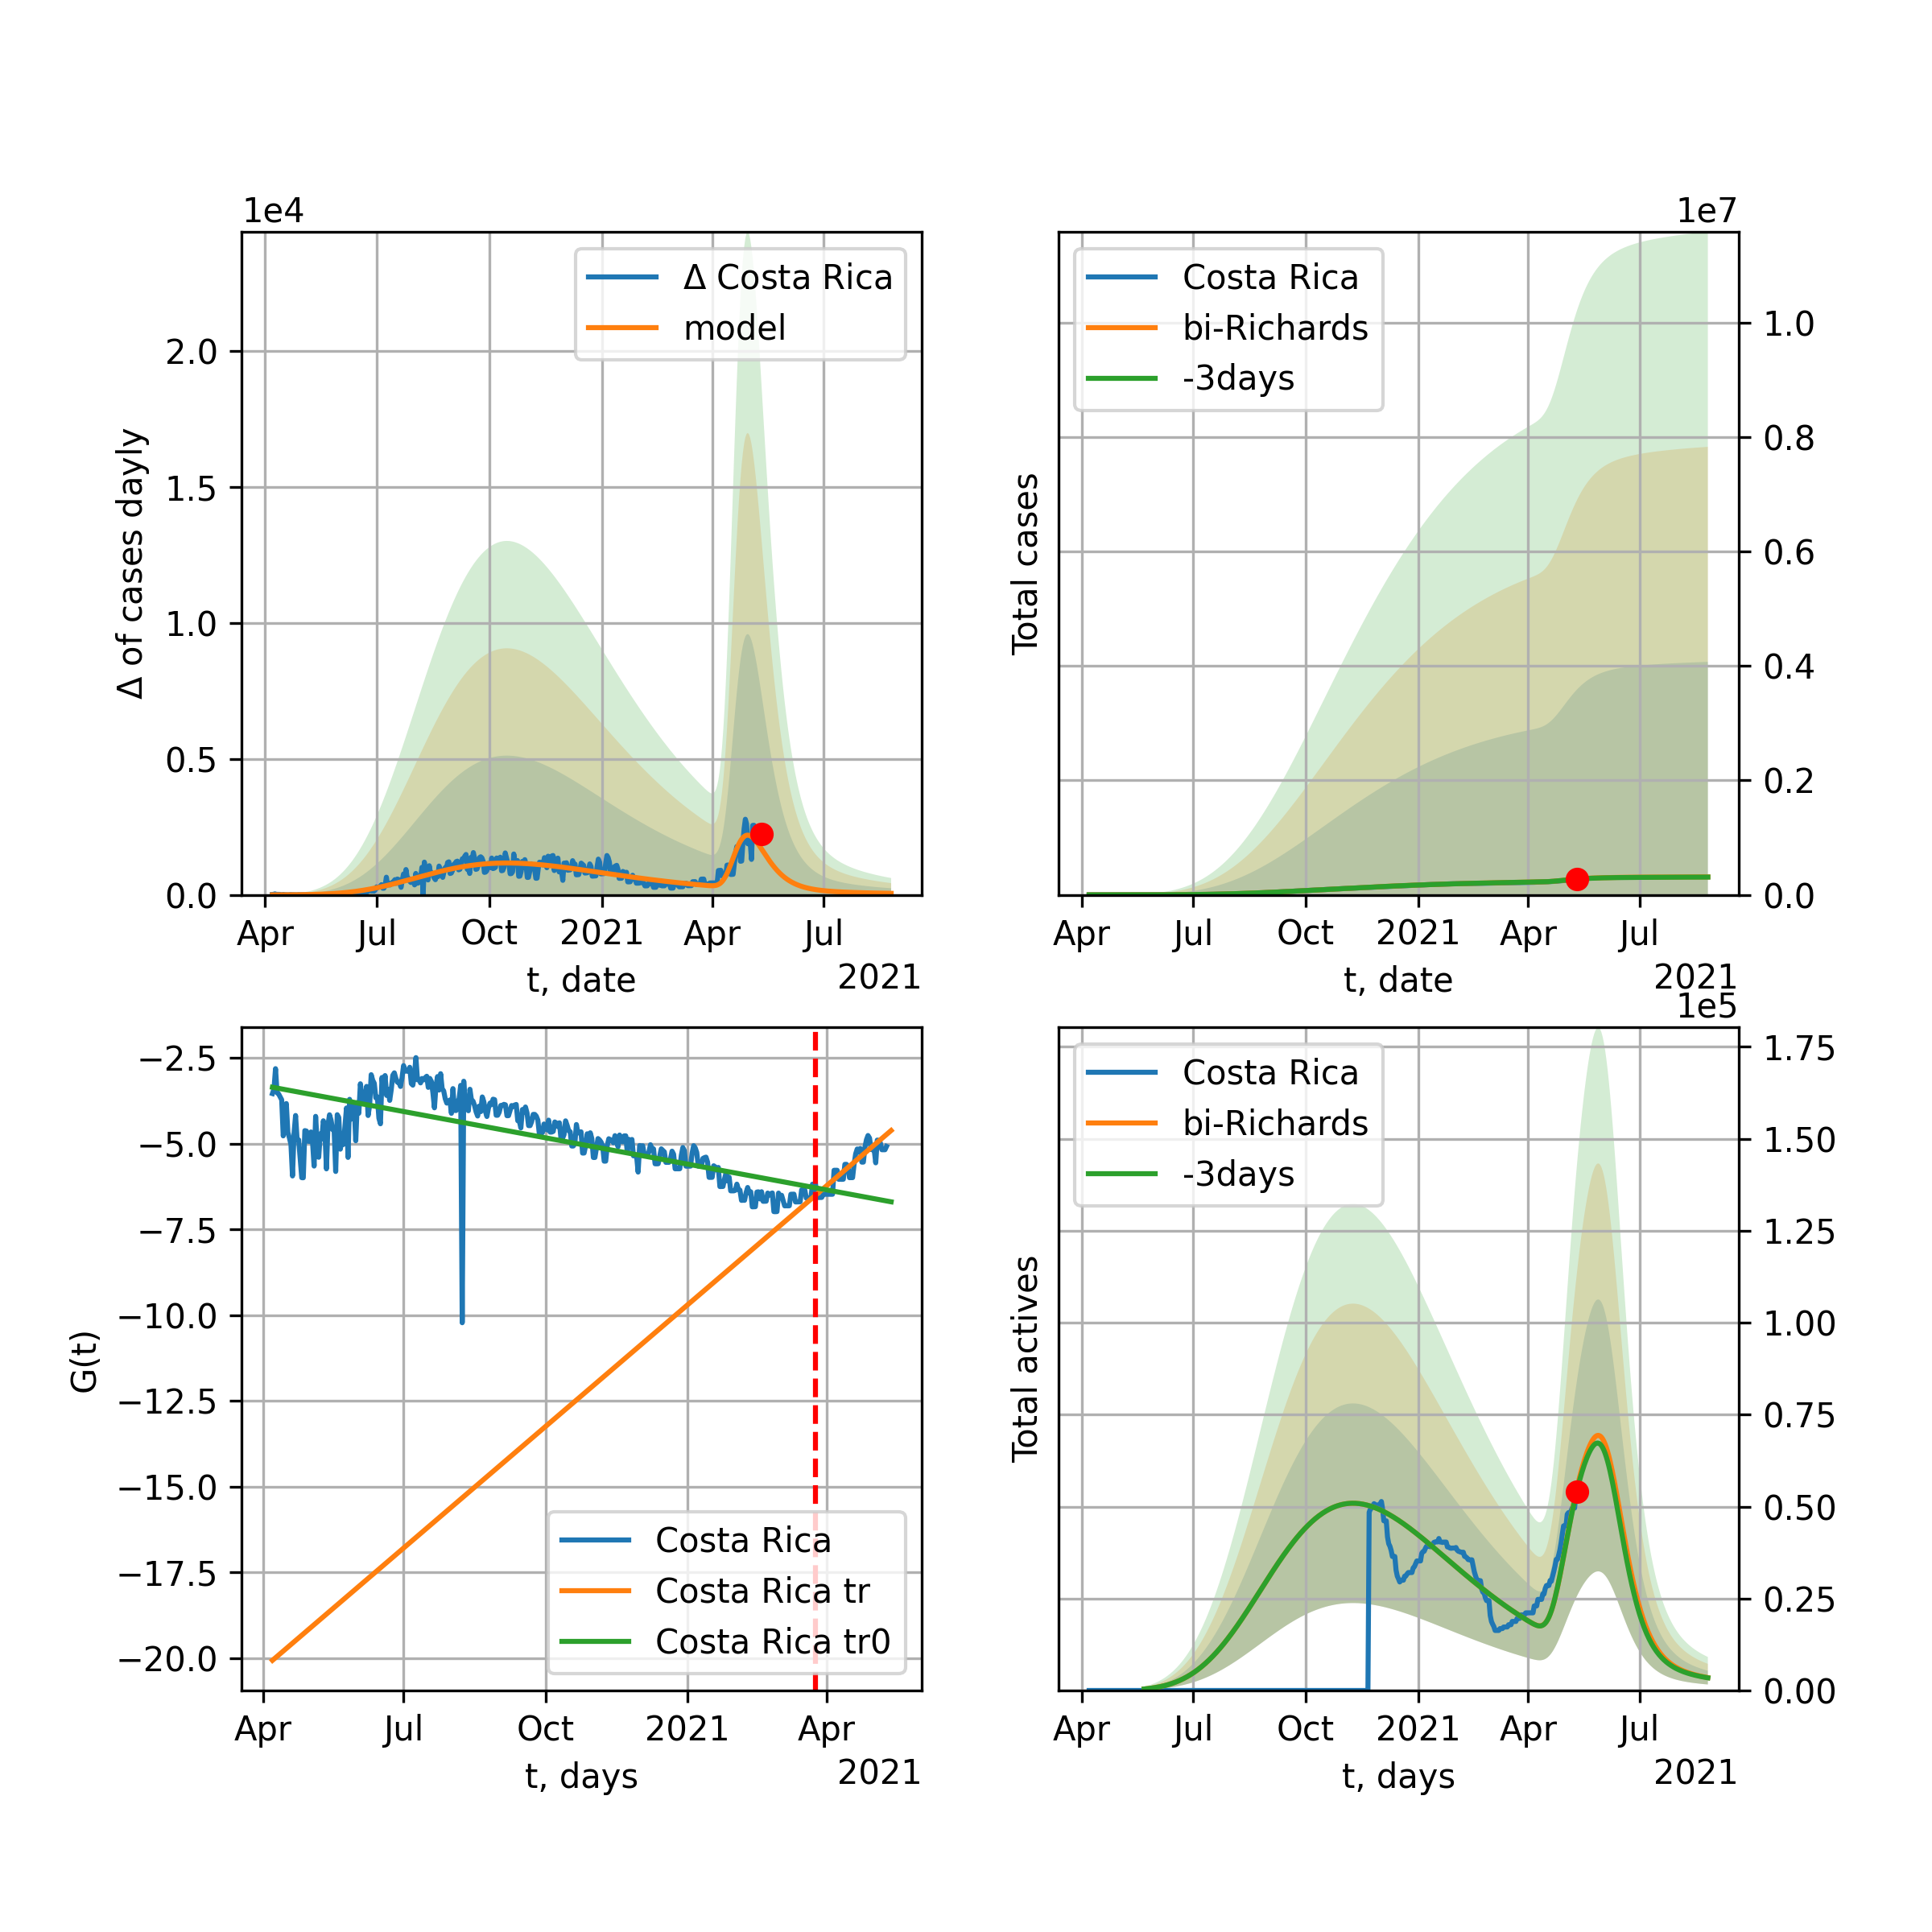 1e4
Δ Costa Rica
model
2.0
1.5
1.0
0.5
0.0
Δ of cases dayly
Apr Jul Oct 2021 Apr Jul
t, date
2021
1e7
Costa Rica
bi-Richards
-3days
1.0
0.8
0.6
0.4
0.2
0.0
Total cases
Apr Jul Oct 2021 Apr Jul
t, date
2021
−2.5
−5.0
−7.5
−10.0
−12.5
−15.0
−17.5
−20.0
G(t)
Costa Rica
Costa Rica tr
Costa Rica tr0
Apr Jul Oct 2021 Apr
t, days
2021
1e5
Costa Rica
bi-Richards
-3days
1.75
1.50
1.25
1.00
0.75
0.50
0.25
0.00
Total actives
Apr Jul Oct 2021 Apr Jul
t, days
2021